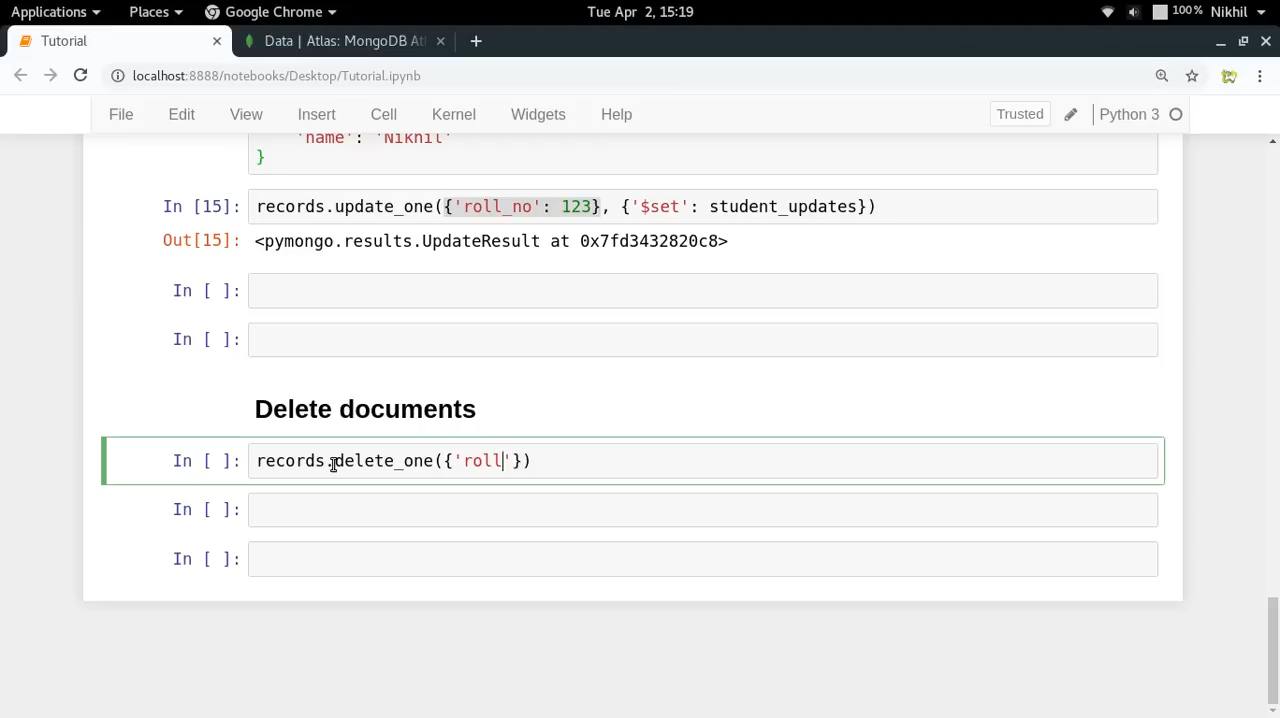 Applications Places Google Chrome Tue Apr 2, 15:19 100% Nikhil
Tutorial Data | Atlas: MongoDB Atl
localhost:8888/notebooks/Desktop/Tutorial.ipynb
File Edit View Insert Cell Kernel Widgets Help Trusted Python 3
'name': 'Nikhil'
}
In [15]: records.update_one({'roll_no': 123}, {'$set': student_updates})
Out[15]: <pymongo.results.UpdateResult at 0x7fd3432820c8>
In [ ]:
In [ ]:
Delete documents
In [ ]: records.delete_one({'roll'})
In [ ]:
In [ ]: